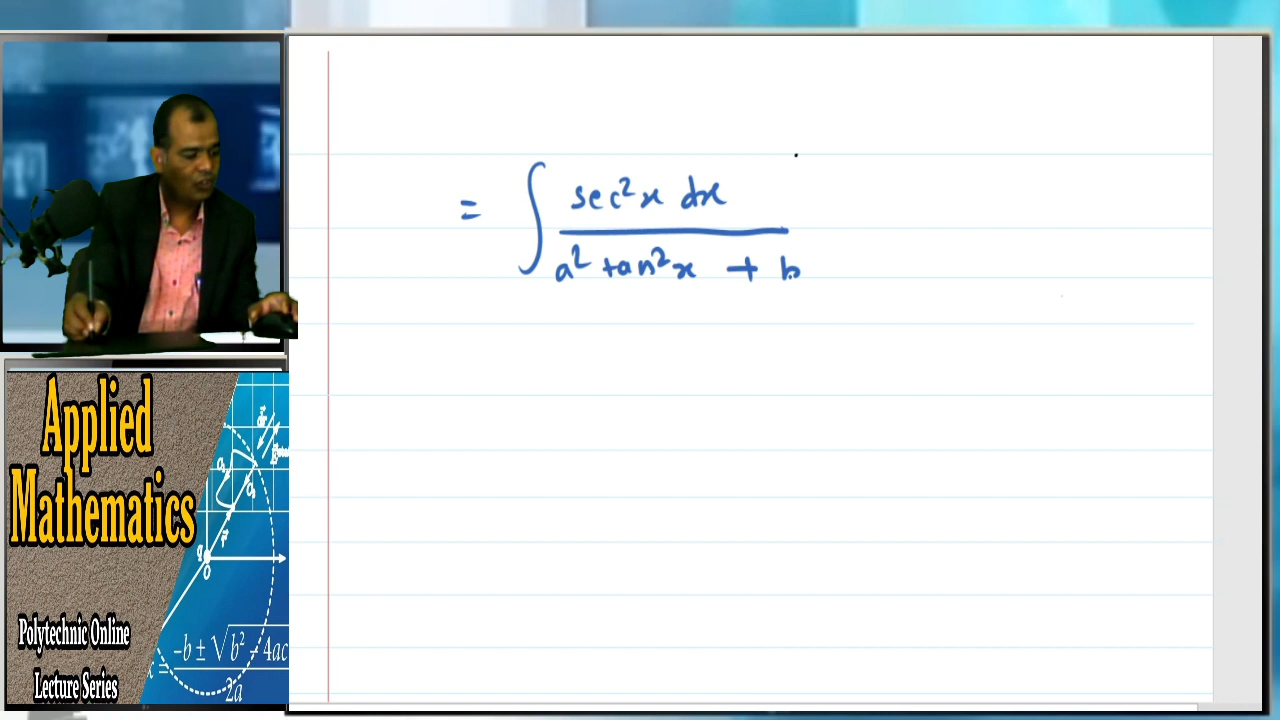 = ∫ sec²x dx
a² tan²x + b
Applied
Mathematics
Polytechnic Online
Lecture Series
-b ± √b² - 4ac
2a